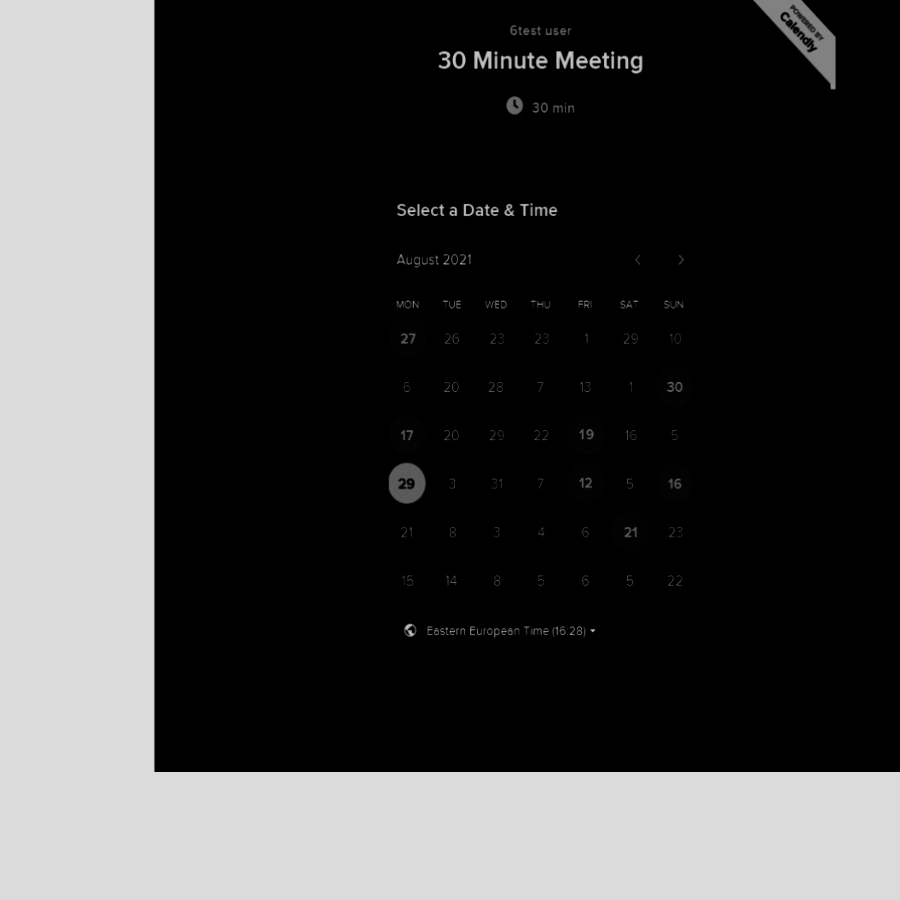 POWERED BY
Calendly
6test user
30 Minute Meeting
30 min
Select a Date & Time
August 2021
MON TUE WED THU FRI SAT SUN
27 26 23 23 1 29 10
6 20 28 7 13 1 30
17 20 29 22 19 16 5
29 3 31 7 12 5 16
21 8 3 4 6 21 23
15 14 8 5 6 5 22
Eastern European Time (16:28)